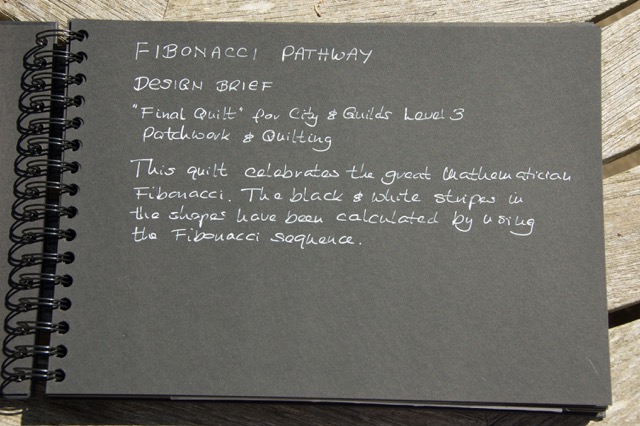 FIBONACCI PATHWAY
DESIGN BRIEF
"Final Quilt" for City & Guilds Level 3
Patchwork & Quilting
This quilt celebrates the great Mathematician
Fibonacci. The black & white stripes in
the shapes have been calculated by using
the Fibonacci sequence.